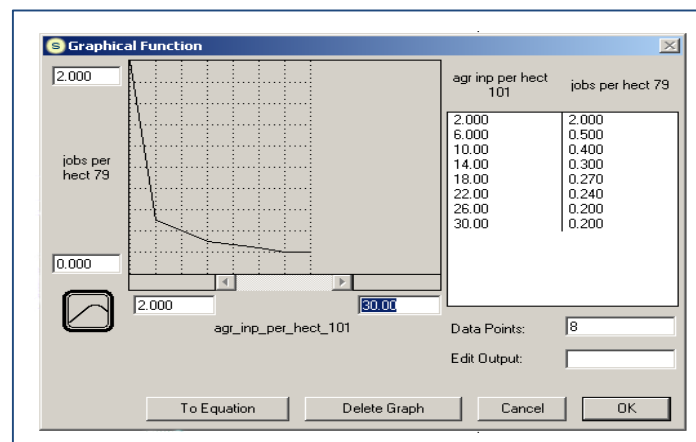 S Graphical Function
2.000
jobs per
hect 79
0.000
2.000
30.00
agr_inp_per_hect_101
agr inp per hect
101
jobs per hect 79
2.000 2.000
6.000 0.500
10.00 0.400
14.00 0.300
18.00 0.270
22.00 0.240
26.00 0.200
30.00 0.200
Data Points: 8
Edit Output:
To Equation
Delete Graph
Cancel
OK